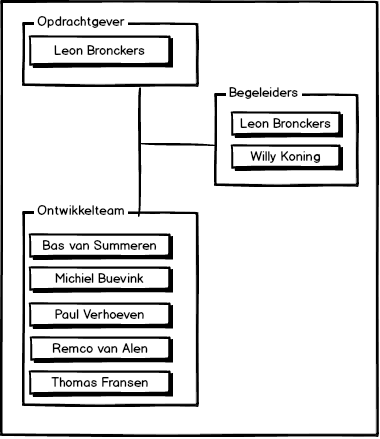 Opdrachtgever
Leon Bronckers
Begeleiders
Leon Bronckers
Willy Koning
Ontwikkelteam
Bas van Summeren
Michiel Buevink
Paul Verhoeven
Remco van Alen
Thomas Fransen